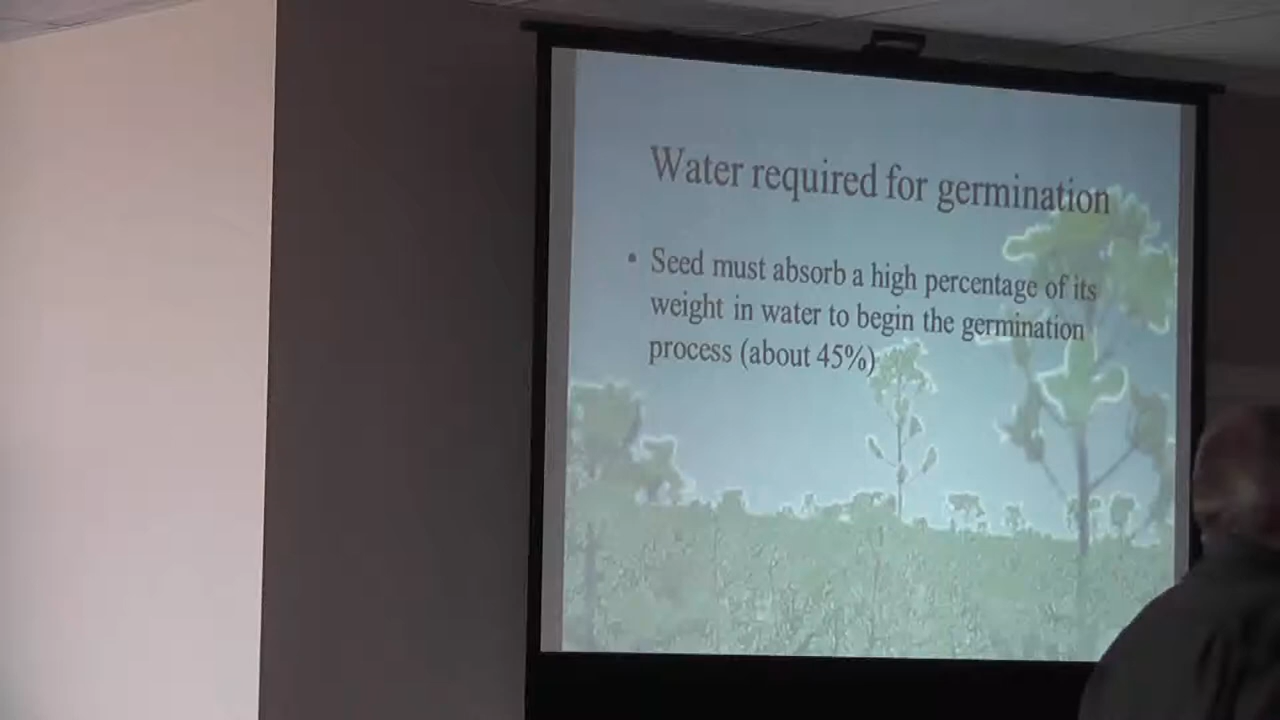 Water required for germination
• Seed must absorb a high percentage of its
weight in water to begin the germination
process (about 45%)